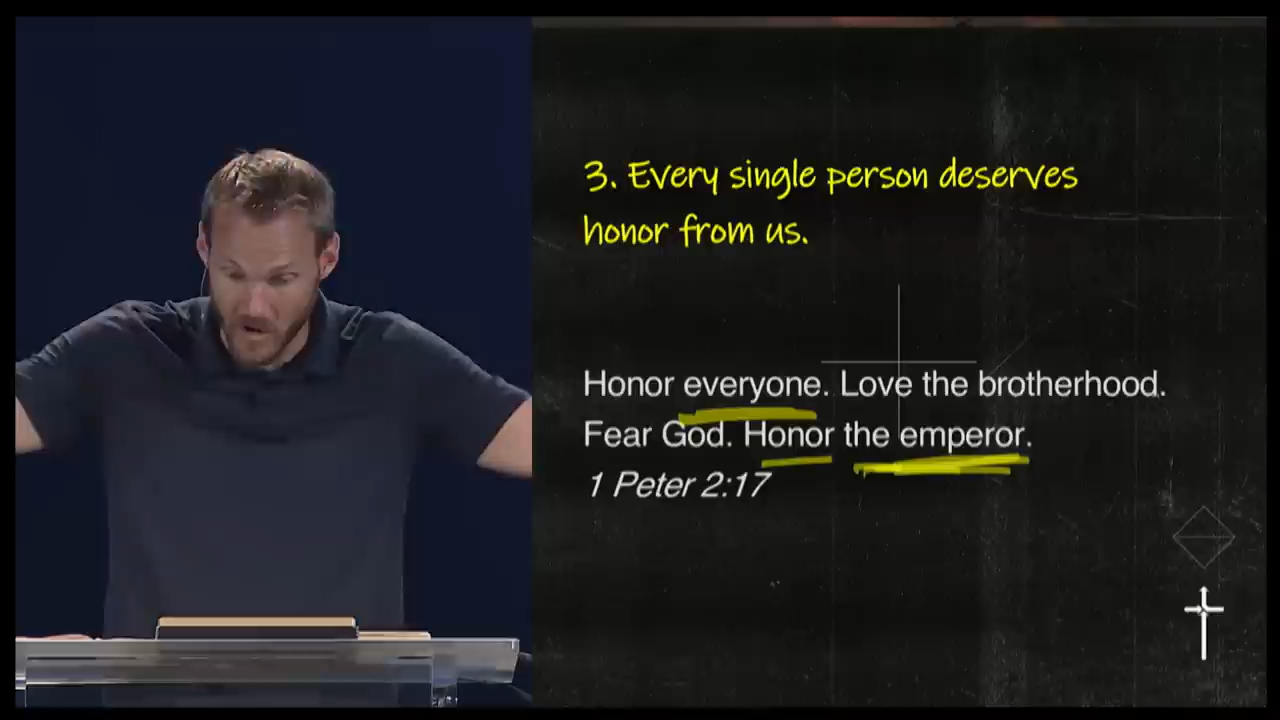 3. Every single person deserves
honor from us.
Honor everyone. Love the brotherhood.
Fear God. Honor the emperor.
1 Peter 2:17